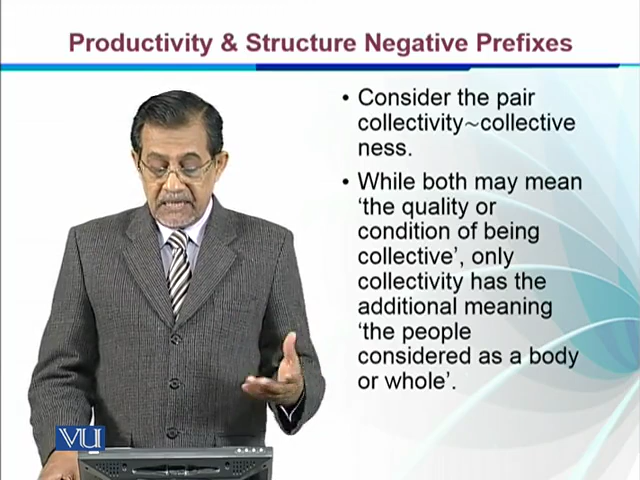 Productivity & Structure Negative Prefixes
• Consider the pair
collectivity~collective
ness.
• While both may mean
‘the quality or
condition of being
collective’, only
collectivity has the
additional meaning
‘the people
considered as a body
or whole’.
VU